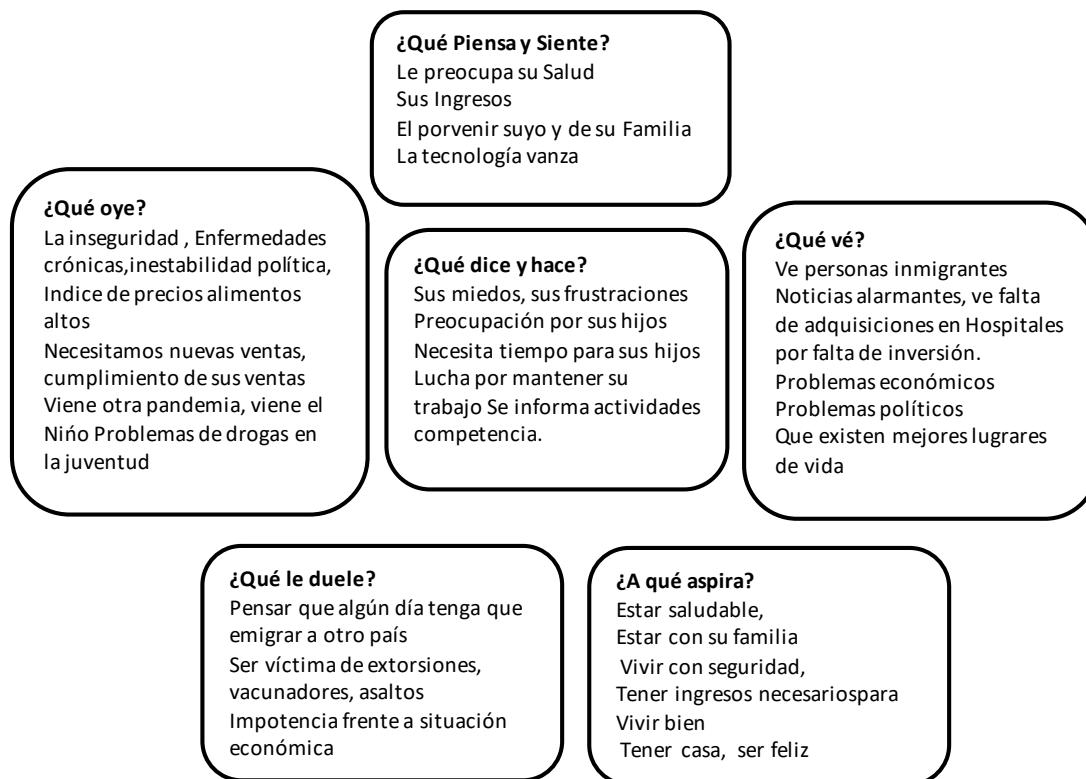 ¿Qué Piensa y Siente?
Le preocupa su Salud
Sus Ingresos
El porvenir suyo y de su Familia
La tecnología vanza
¿Qué oye?
La inseguridad , Enfermedades
crónicas,inestabilidad política,
Indice de precios alimentos
altos
Necesitamos nuevas ventas,
cumplimiento de sus ventas
Viene otra pandemia, viene el
Nińo Problemas de drogas en
la juventud
¿Qué dice y hace?
Sus miedos, sus frustraciones
Preocupación por sus hijos
Necesita tiempo para sus hijos
Lucha por mantener su
trabajo Se informa actividades
competencia.
¿Qué vé?
Ve personas inmigrantes
Noticias alarmantes, ve falta
de adquisiciones en Hospitales
por falta de inversión.
Problemas económicos
Problemas políticos
Que existen mejores lugrares
de vida
¿Qué le duele?
Pensar que algún día tenga que
emigrar a otro país
Ser víctima de extorsiones,
vacunadores, asaltos
Impotencia frente a situación
económica
¿A qué aspira?
Estar saludable,
Estar con su familia
Vivir con seguridad,
Tener ingresos necesariospara
Vivir bien
Tener casa, ser feliz